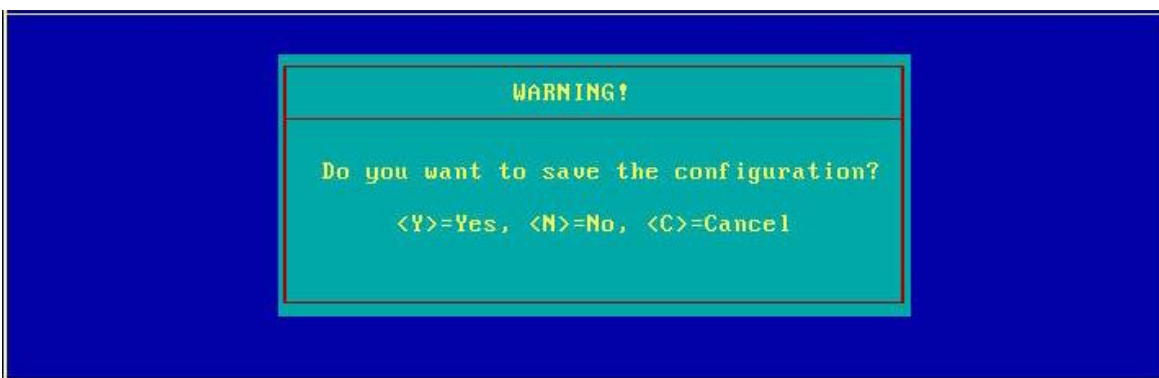 WARNING!
Do you want to save the configuration?
<Y>=Yes, <N>=No, <C>=Cancel